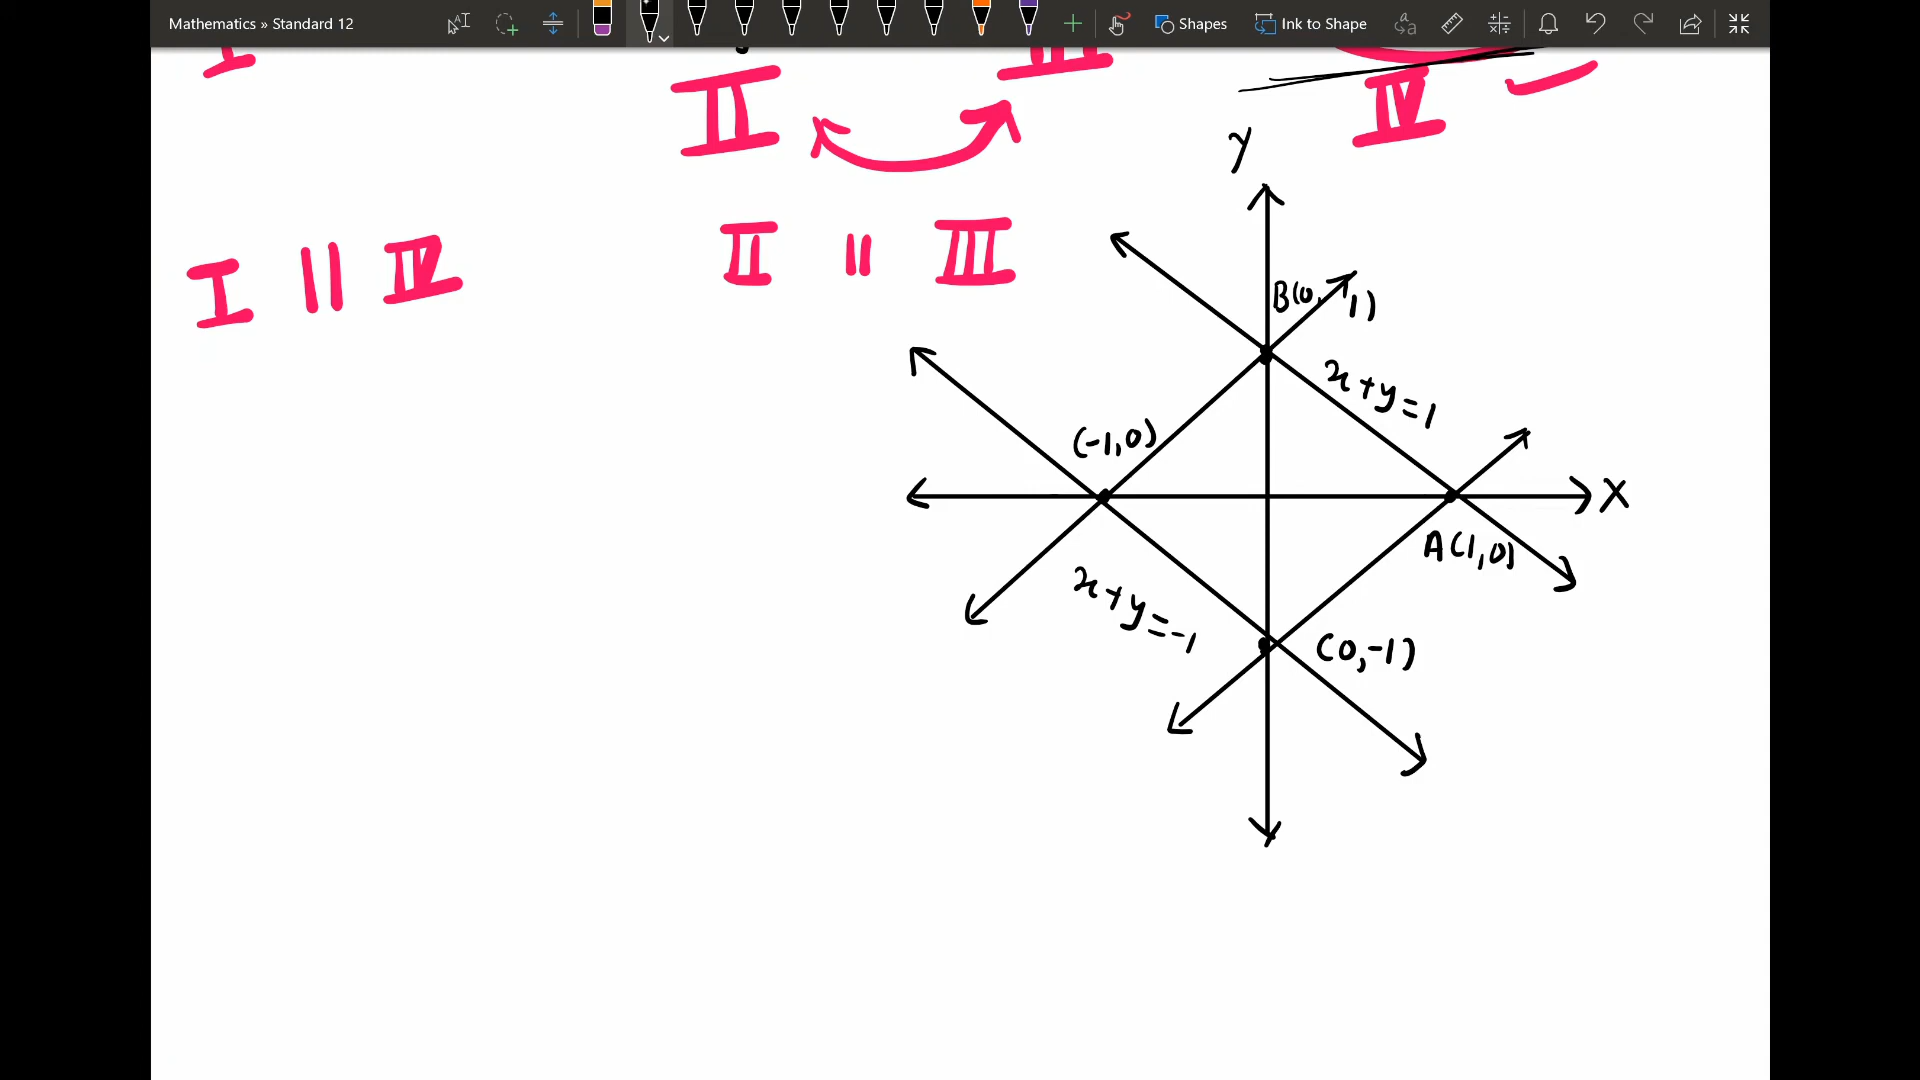 Mathematics » Standard 12
Shapes
Ink to Shape
I
II
III
IV
y
I || IV
II || III
B(0, 1)
x+y=1
(-1,0)
X
A(1,0)
x+y=-1
(0,-1)